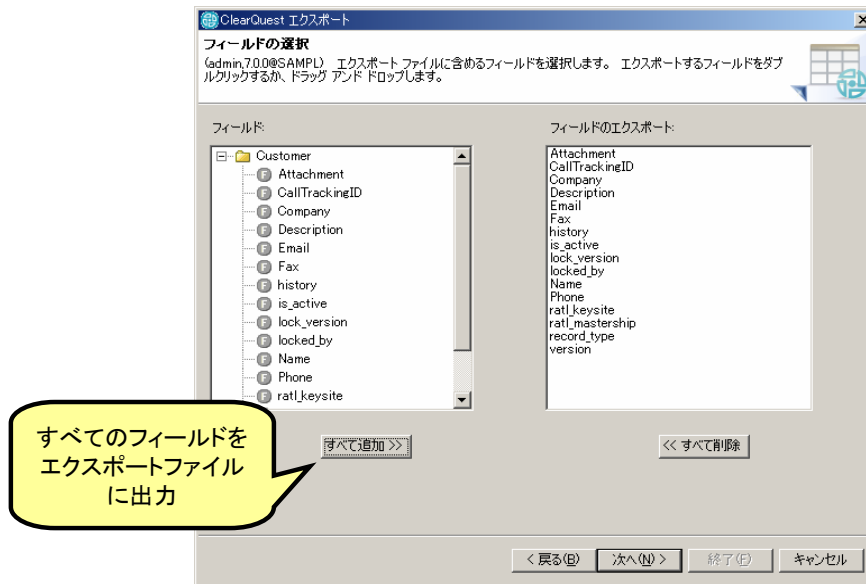 ClearQuest エクスポート
フィールドの選択
(admin,7.0.0@SAMPL) エクスポート ファイルに含めるフィールドを選択します。 エクスポートするフィールドをダブ
ルクリックするか、ドラッグ アンド ドロップします。
フィールド:
Customer
Attachment
CallTrackingID
Company
Description
Email
Fax
history
is_active
lock_version
locked_by
Name
Phone
ratl_keysite
フィールドのエクスポート:
Attachment
CallTrackingID
Company
Description
Email
Fax
history
is_active
lock_version
locked_by
Name
Phone
ratl_keysite
ratl_mastership
record_type
version
すべて追加 >>
<< すべて削除
すべてのフィールドを
エクスポートファイル
に出力
< 戻る(B)
次へ(N) >
終了(F)
キャンセル